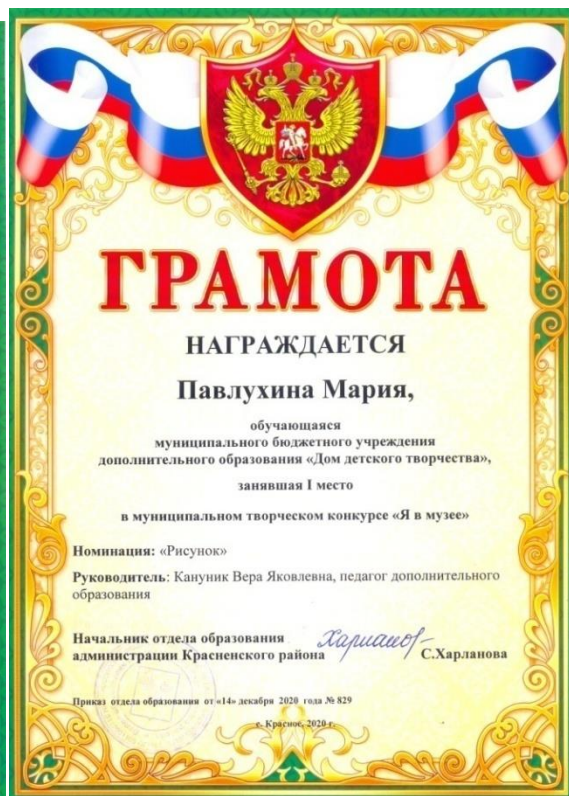 ГРАМОТА
НАГРАЖДАЕТСЯ
Павлухина Мария,
обучающаяся
муниципального бюджетного учреждения
дополнительного образования «Дом детского творчества»,
занявшая I место
в муниципальном творческом конкурсе «Я в музее»
Номинация: «Рисунок»
Руководитель: Кануник Вера Яковлевна, педагог дополнительного
образования
Начальник отдела образования
администрации Красненского района С.Харланова
Приказ отдела образования от «14» декабря 2020 года № 829
с. Красное, 2020 г.